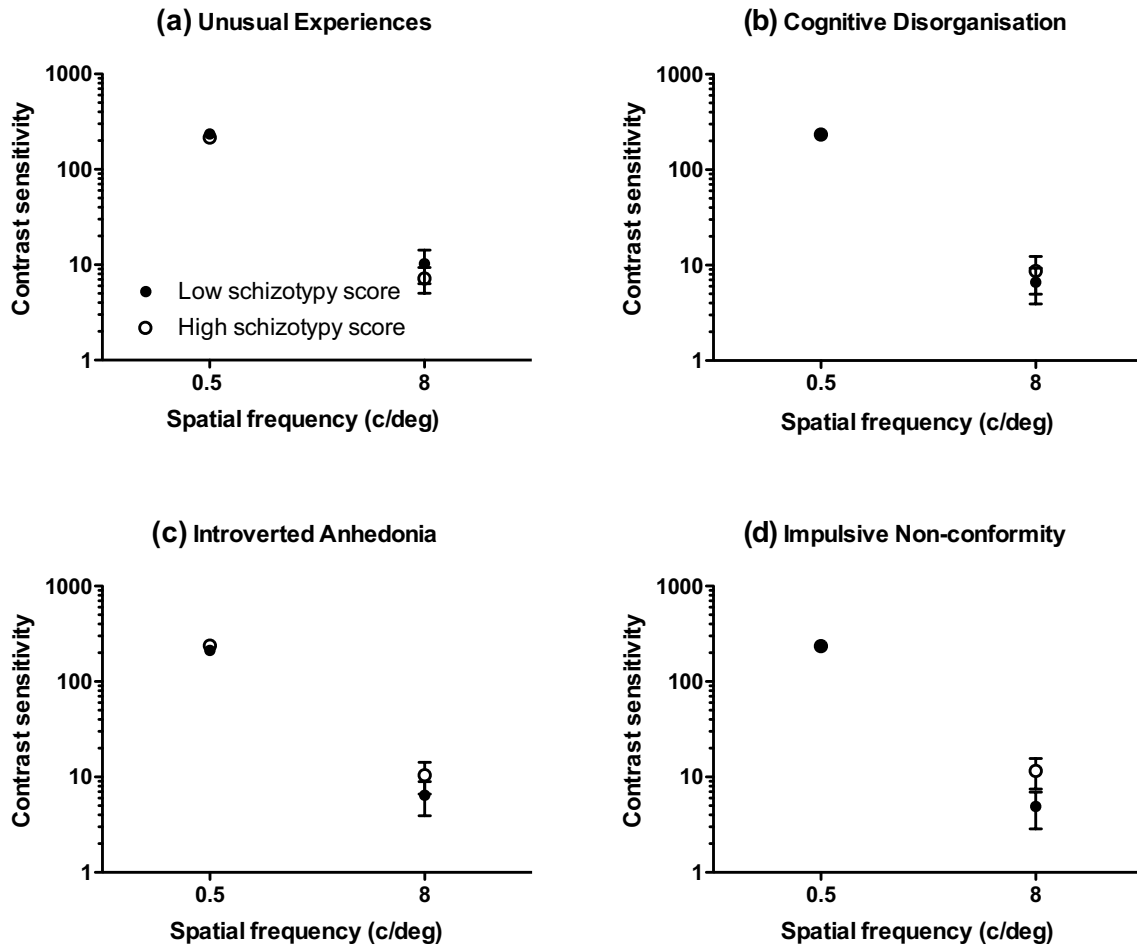 (a) Unusual Experiences
Contrast sensitivity
1000
100
10
1
Low schizotypy score
High schizotypy score
0.5
8
Spatial frequency (c/deg)
(b) Cognitive Disorganisation
Contrast sensitivity
1000
100
10
1
0.5
8
Spatial frequency (c/deg)
(c) Introverted Anhedonia
Contrast sensitivity
1000
100
10
1
0.5
8
Spatial frequency (c/deg)
(d) Impulsive Non-conformity
Contrast sensitivity
1000
100
10
1
0.5
8
Spatial frequency (c/deg)